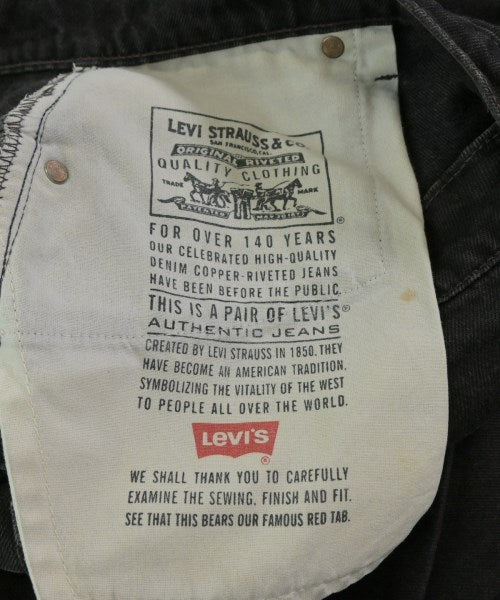 LEVI STRAUSS & CO
SAN FRANCISCO, CAL.
ORIGINAL RIVETED
QUALITY CLOTHING
TRADE MARK
PATENTED MAY 20 1873
®
FOR OVER 140 YEARS
OUR CELEBRATED HIGH-QUALITY
DENIM COPPER-RIVETED JEANS
HAVE BEEN BEFORE THE PUBLIC.
THIS IS A PAIR OF LEVI'S®
AUTHENTIC JEANS
CREATED BY LEVI STRAUSS IN 1850. THEY
HAVE BECOME AN AMERICAN TRADITION.
SYMBOLIZING THE VITALITY OF THE WEST
TO PEOPLE ALL OVER THE WORLD.
LEVI'S
®
WE SHALL THANK YOU TO CAREFULLY
EXAMINE THE SEWING, FINISH AND FIT.
SEE THAT THIS BEARS OUR FAMOUS RED TAB.